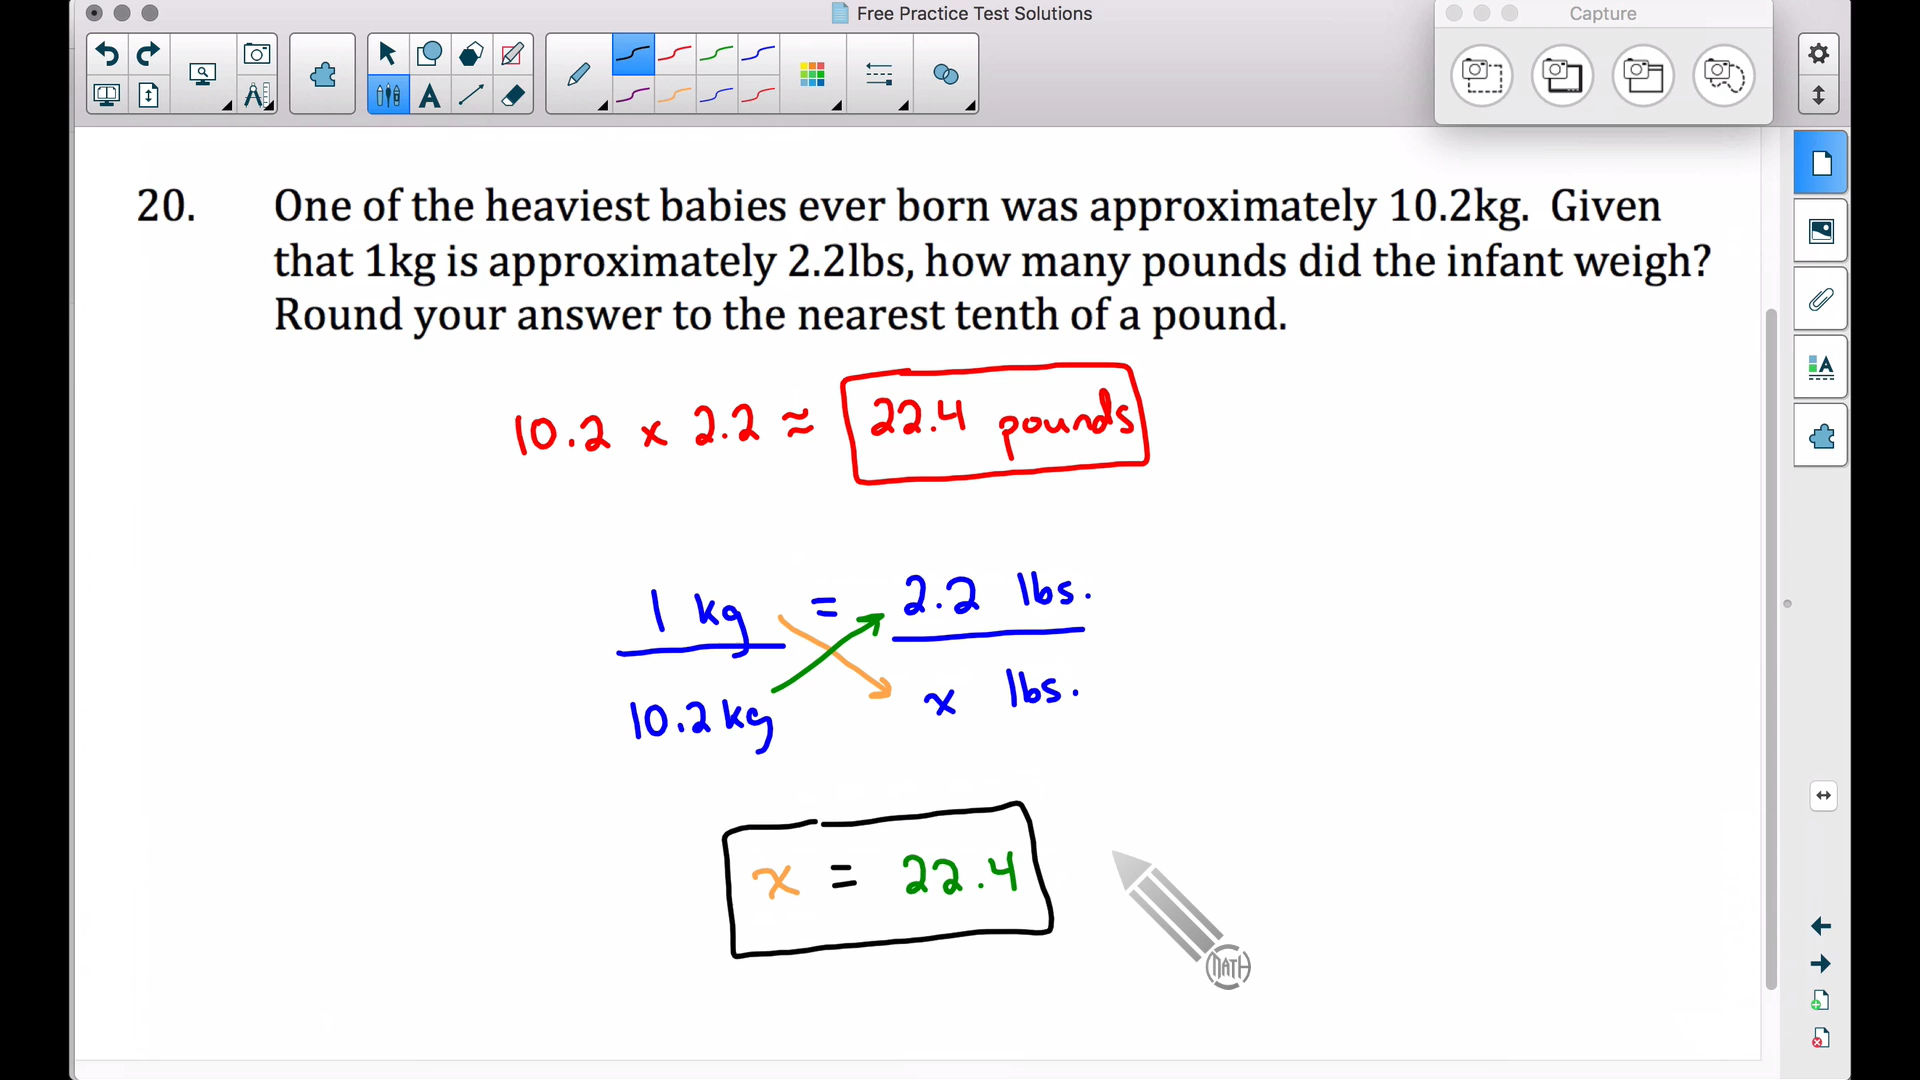 Free Practice Test Solutions
Capture
20. One of the heaviest babies ever born was approximately 10.2kg. Given
that 1kg is approximately 2.2lbs, how many pounds did the infant weigh?
Round your answer to the nearest tenth of a pound.
10.2 x 2.2 ≈ 22.4 pounds
1 kg = 2.2 lbs.
10.2 kg x lbs.
x = 22.4
MATH